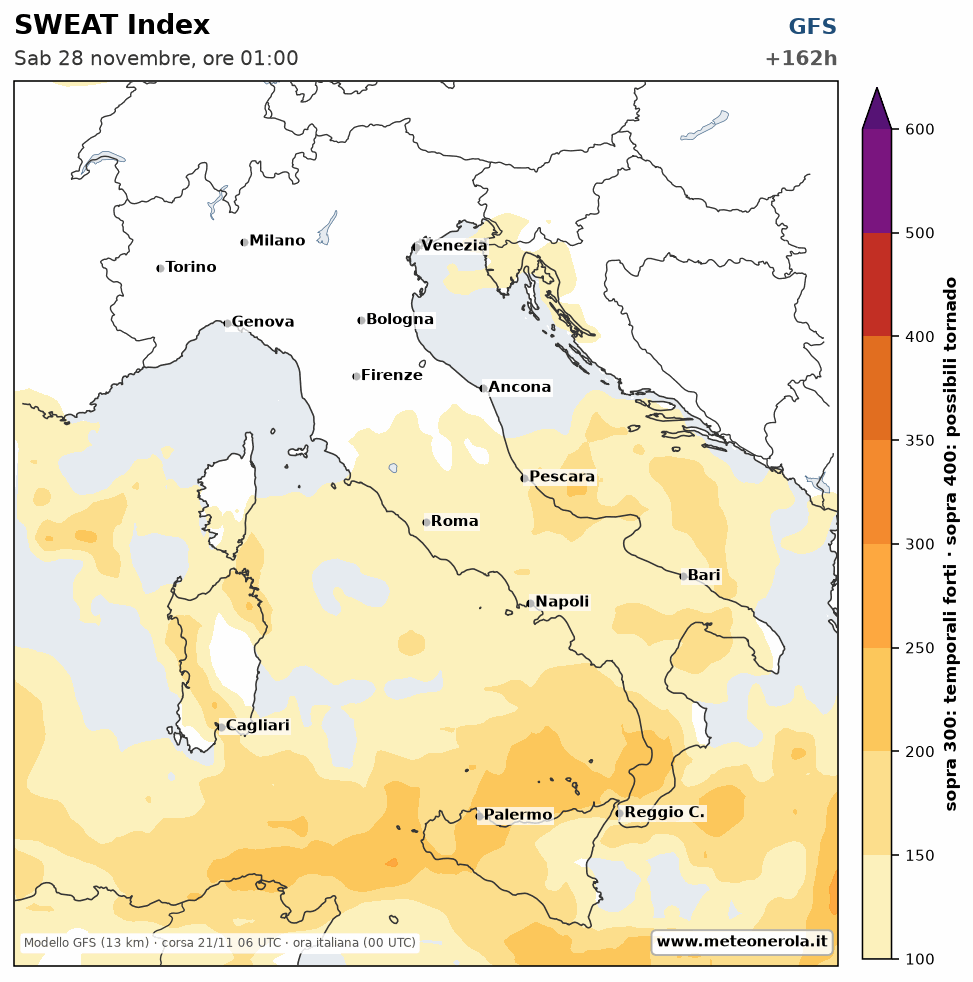 SWEAT Index
GFS
Sab 28 novembre, ore 01:00
+162h
600
500
400
350
300
250
200
150
100
sopra 300: temporali forti · sopra 400: possibili tornado
Milano
Venezia
Torino
Genova
Bologna
Firenze
Ancona
Pescara
Roma
Bari
Napoli
Cagliari
Palermo
Reggio C.
Modello GFS (13 km) · corsa 21/11 06 UTC · ora italiana (00 UTC)
www.meteonerola.it